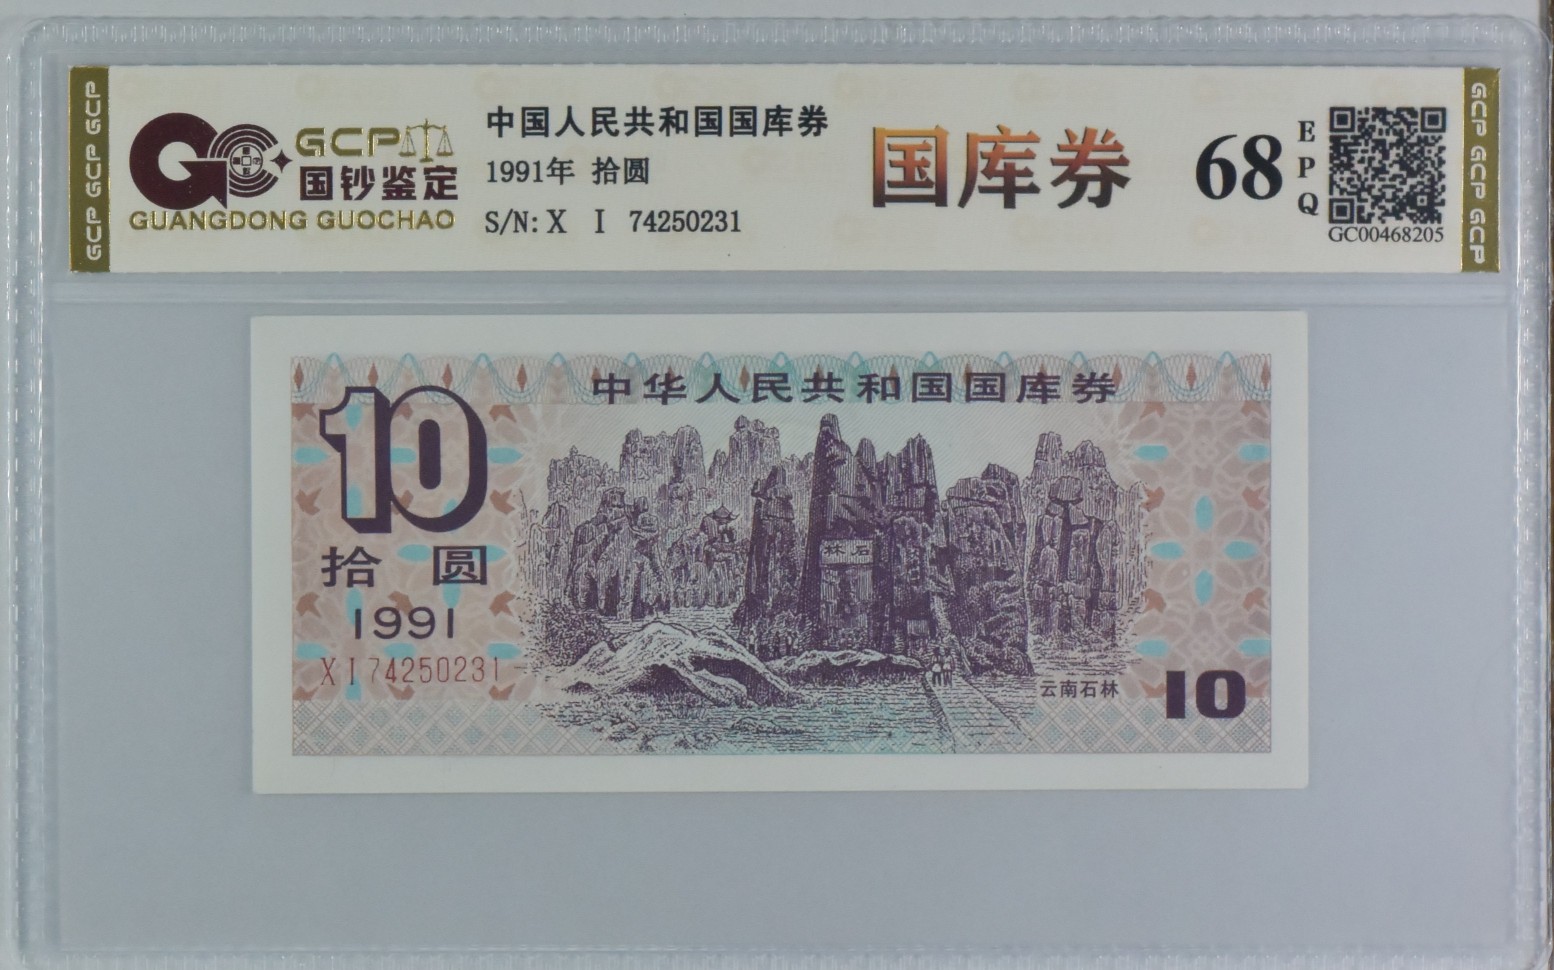 GCP GCP GCP
GCP
国钞鉴定
GUANGDONG GUOCHAO
中国人民共和国国库券
1991年 拾圆
S/N: X I 74250231
国库券
68
EPQ
GC00468205
GCP GCP GCP
中华人民共和国国库券
10
拾圆
1991
X I 74250231
林石
云南石林
10